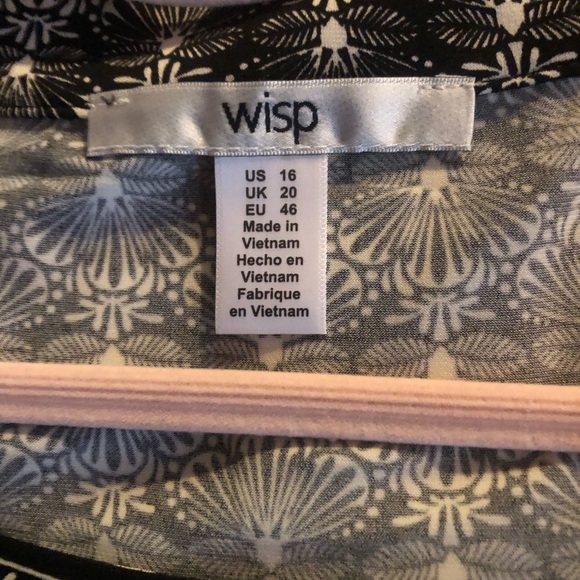 wisp
US 16
UK 20
EU 46
Made in
Vietnam
Hecho en
Vietnam
Fabrique
en Vietnam